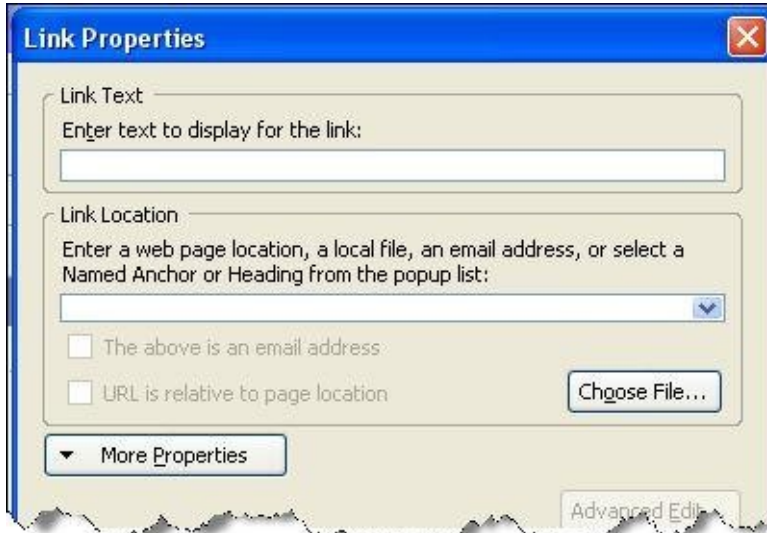 Link Properties
Link Text
Enter text to display for the link:
Link Location
Enter a web page location, a local file, an email address, or select a
Named Anchor or Heading from the popup list:
The above is an email address
URL is relative to page location
Choose File...
More Properties
Advanced Edit